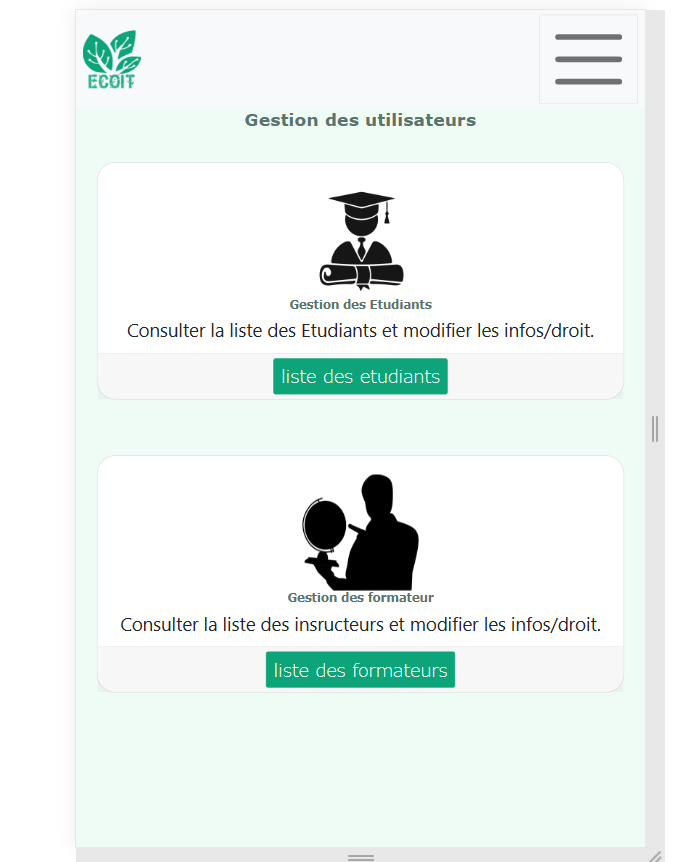 ECOIT
Gestion des utilisateurs
Gestion des Etudiants
Consulter la liste des Etudiants et modifier les infos/droit.
liste des etudiants
Gestion des formateur
Consulter la liste des insructeurs et modifier les infos/droit.
liste des formateurs